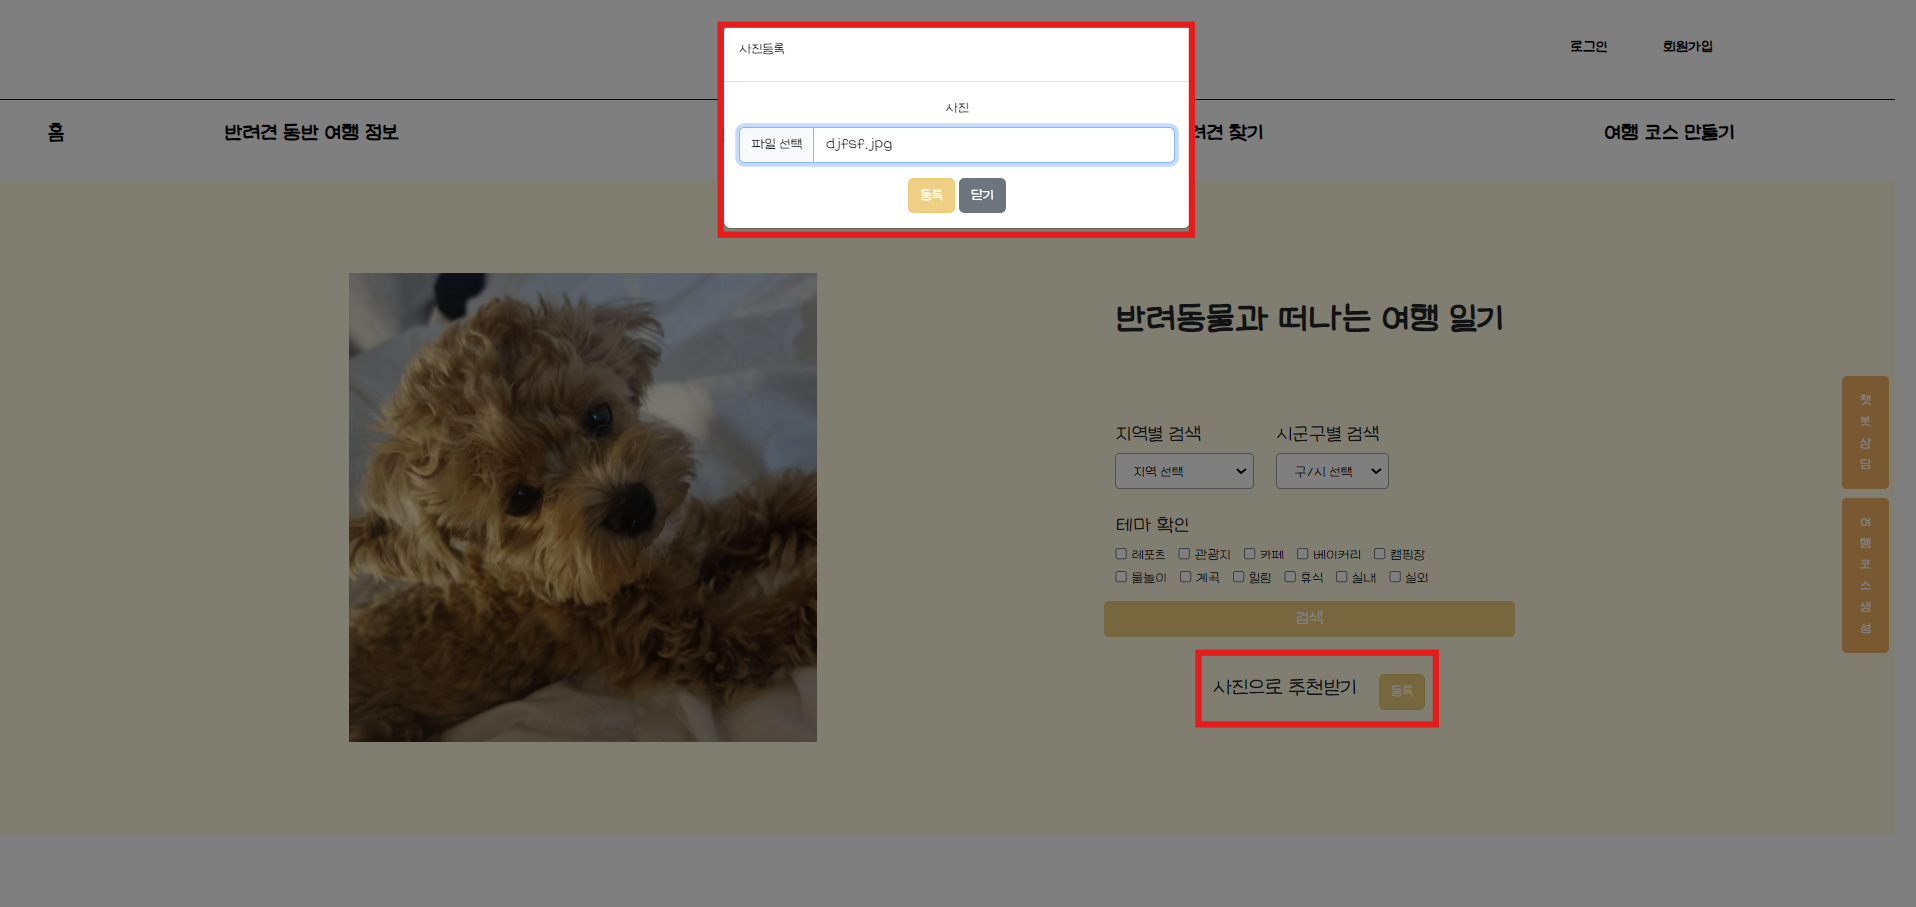 사진등록
로그인 회원가입
사진
홈 반려견 동반 여행 정보 려견 찾기 여행 코스 만들기
파일 선택 djfsf.jpg
등록 닫기
반려동물과 떠나는 여행 일기
지역별 검색 시군구별 검색
지역 선택 구/시 선택
테마 확인
레포츠 관광지 카페 베이커리 캠핑장
물놀이 계곡 힐링 휴식 실내 실외
검색
사진으로 추천받기 등록
챗
봇
상
담
여
행
코
스
생
성